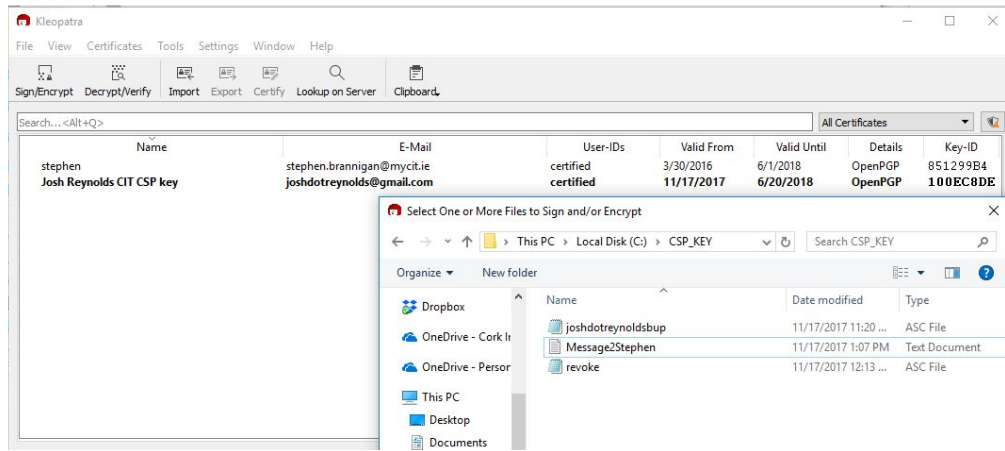 Kleopatra
File View Certificates Tools Settings Window Help
Sign/Encrypt Decrypt/Verify Import Export Certify Lookup on Server Clipboard
Search...<Alt+Q> All Certificates
Name E-Mail User-IDs Valid From Valid Until Details Key-ID
stephen stephen.brannigan@mycit.ie certified 3/30/2016 6/1/2018 OpenPGP 851299B4
Josh Reynolds CIT CSP key joshdotreynolds@gmail.com certified 11/17/2017 6/20/2018 OpenPGP 100EC8DE
Select One or More Files to Sign and/or Encrypt
This PC > Local Disk (C:) > CSP_KEY Search CSP_KEY
Organize New folder
Name Date modified Type
Dropbox
joshdotreynoldsbup 11/17/2017 11:20 ... ASC File
OneDrive - Cork Ir
Message2Stephen 11/17/2017 1:07 PM Text Document
OneDrive - Person
revoke 11/17/2017 12:13 ... ASC File
This PC
Desktop
Documents